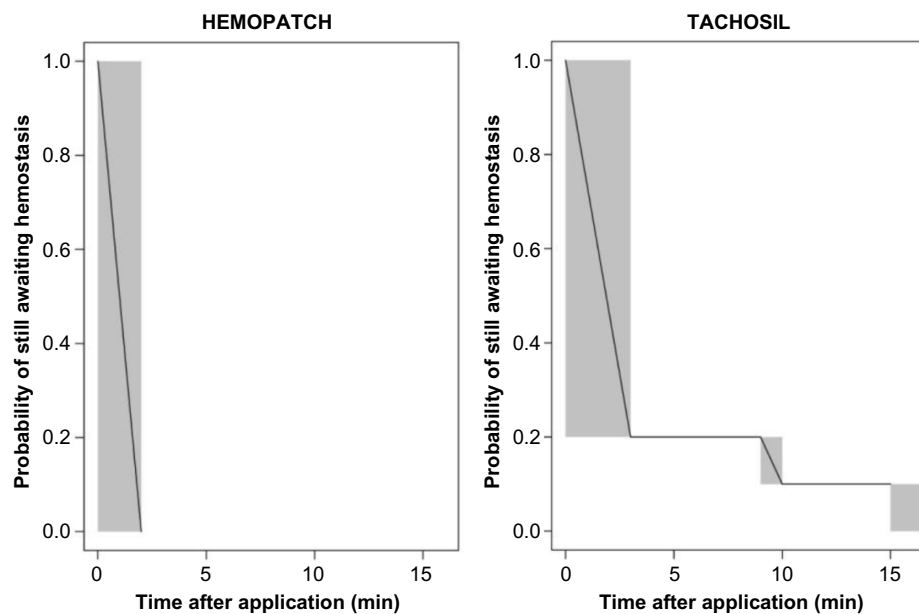 HEMOPATCH
Probability of still awaiting hemostasis
1.0
0.8
0.6
0.4
0.2
0.0
0 5 10 15
Time after application (min)
TACHOSIL
Probability of still awaiting hemostasis
1.0
0.8
0.6
0.4
0.2
0.0
0 5 10 15
Time after application (min)